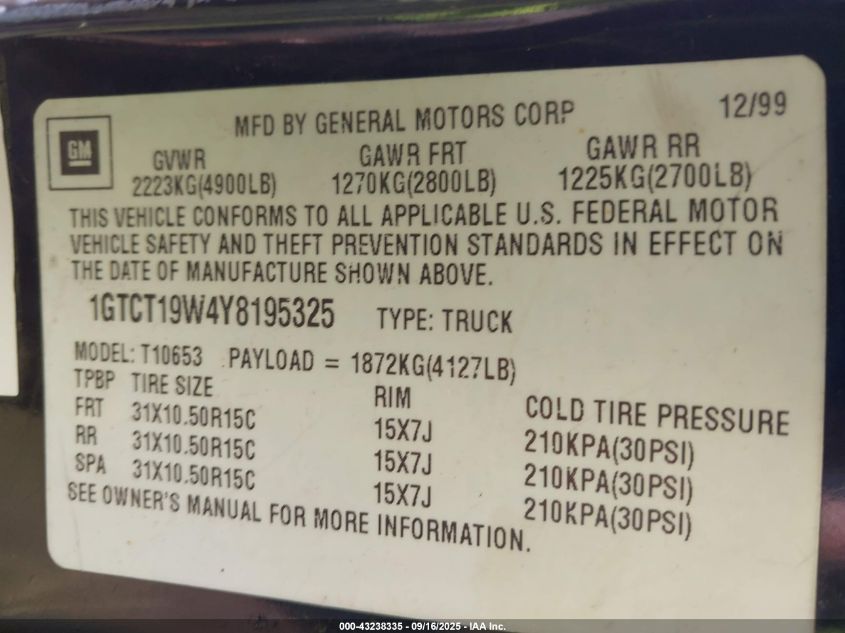 MFD BY GENERAL MOTORS CORP 12/99
GM
GVWR GAWR FRT GAWR RR
2223KG(4900LB) 1270KG(2800LB) 1225KG(2700LB)
THIS VEHICLE CONFORMS TO ALL APPLICABLE U.S. FEDERAL MOTOR
VEHICLE SAFETY AND THEFT PREVENTION STANDARDS IN EFFECT ON
THE DATE OF MANUFACTURE SHOWN ABOVE.
1GTCT19W4Y8195325 TYPE: TRUCK
MODEL: T10653 PAYLOAD = 1872KG(4127LB)
TPBP TIRE SIZE RIM COLD TIRE PRESSURE
FRT 31X10.50R15C 15X7J 210KPA(30PSI)
RR 31X10.50R15C 15X7J 210KPA(30PSI)
SPA 31X10.50R15C 15X7J 210KPA(30PSI)
SEE OWNER'S MANUAL FOR MORE INFORMATION.
000-43238335 - 09/16/2025 - IAA Inc.